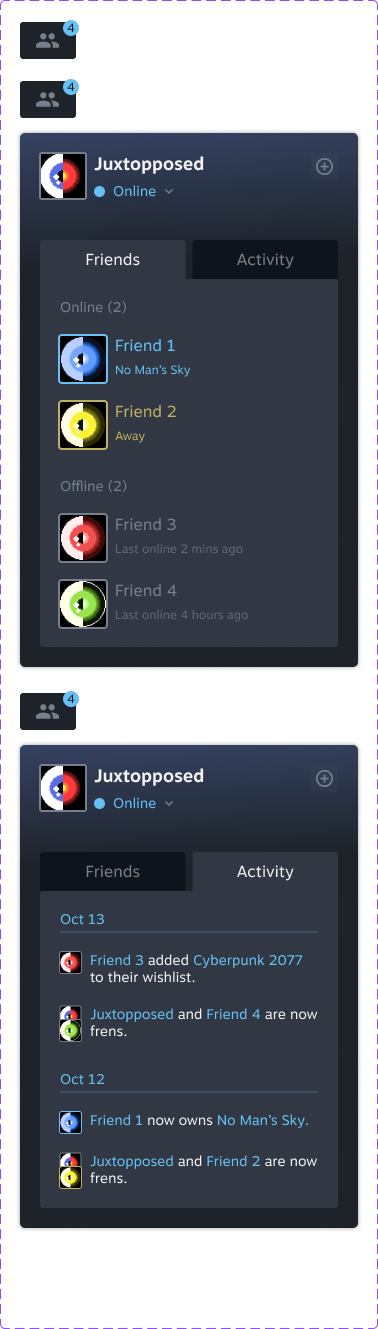 4
4
Juxtopposed
Online
Friends
Activity
Online (2)
Friend 1
No Man's Sky
Friend 2
Away
Offline (2)
Friend 3
Last online 2 mins ago
Friend 4
Last online 4 hours ago
4
Juxtopposed
Online
Friends
Activity
Oct 13
Friend 3 added Cyberpunk 2077
to their wishlist.
Juxtopposed and Friend 4 are now
frens.
Oct 12
Friend 1 now owns No Man's Sky.
Juxtopposed and Friend 2 are now
frens.